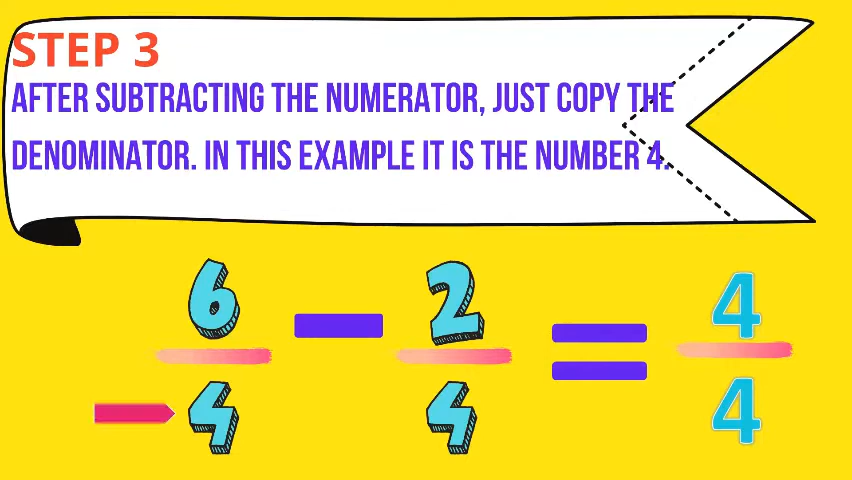 STEP 3
AFTER SUBTRACTING THE NUMERATOR, JUST COPY THE
DENOMINATOR. IN THIS EXAMPLE IT IS THE NUMBER 4.
6 − 2 = 4
4 4 4